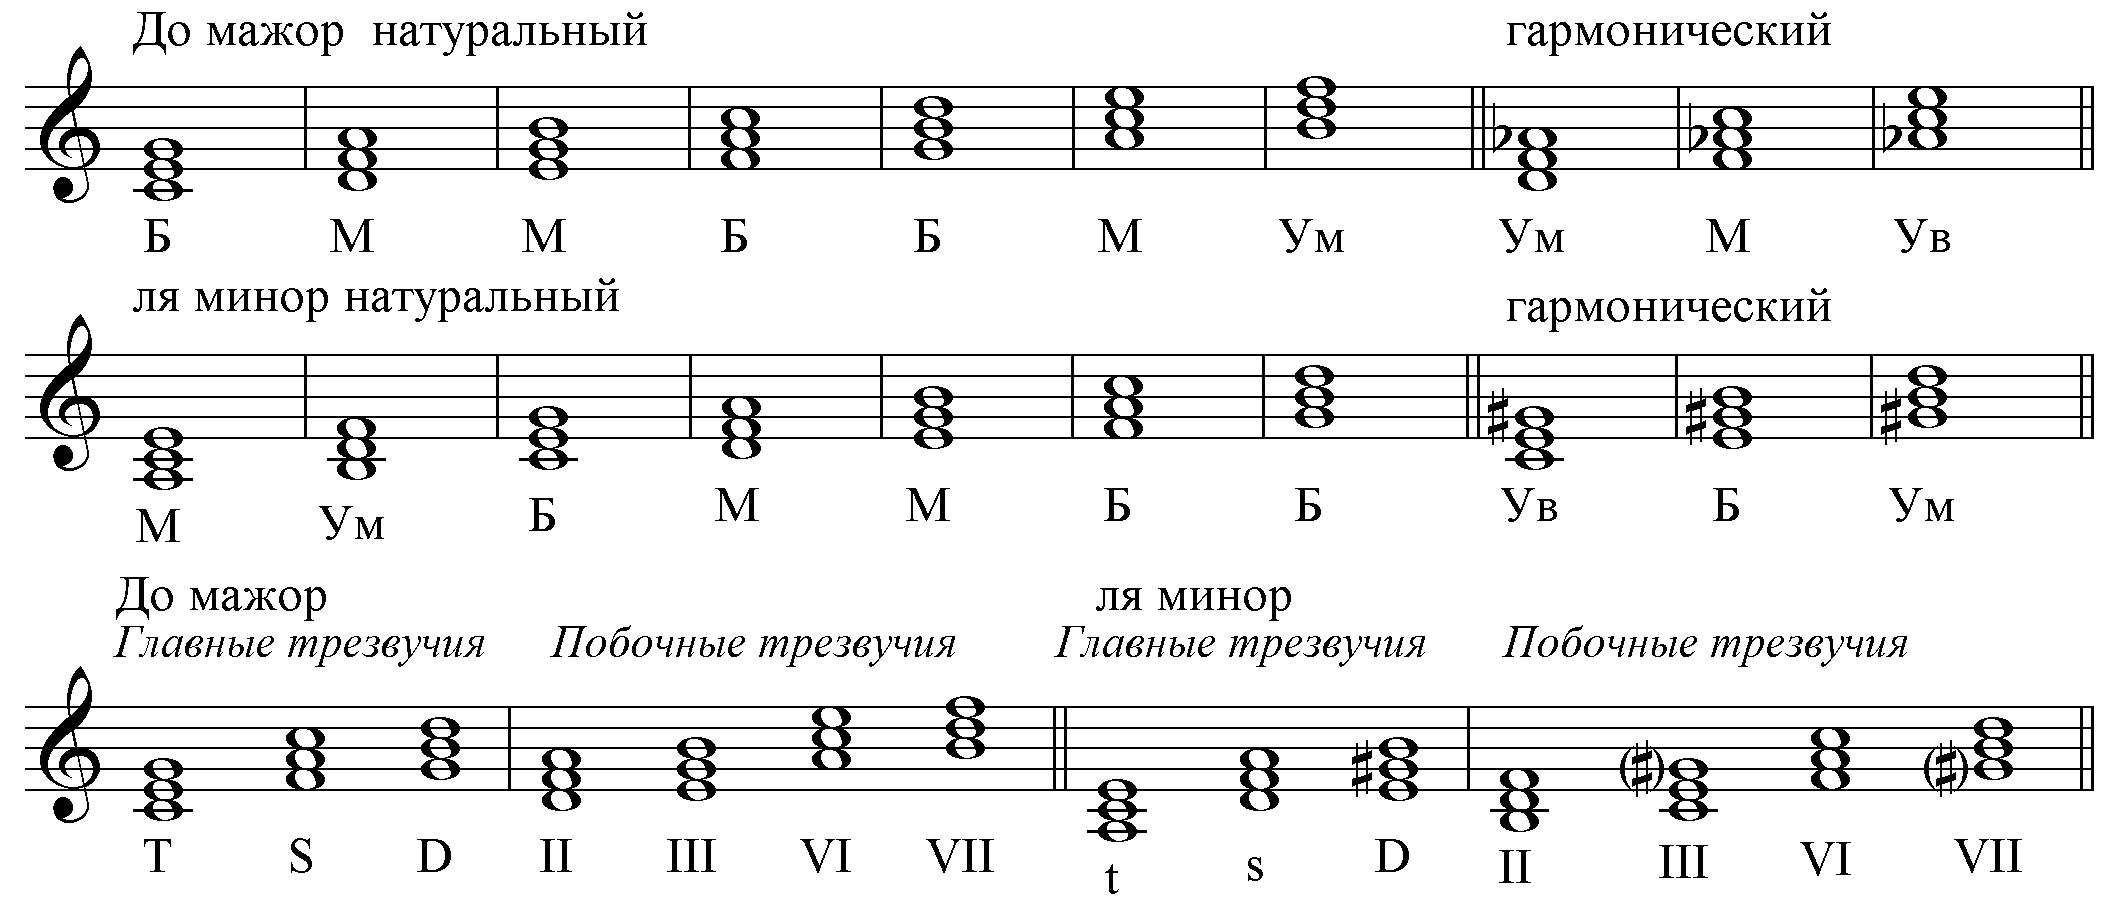 До мажор натуральный гармонический
Б М М Б Б М Ум Ум М Ув
ля минор натуральный гармонический
М Ум Б М М Б Б Ув Б Ум
До мажор ля минор
Главные трезвучия Побочные трезвучия Главные трезвучия Побочные трезвучия
T S D II III VI VII t s D II III VI VII